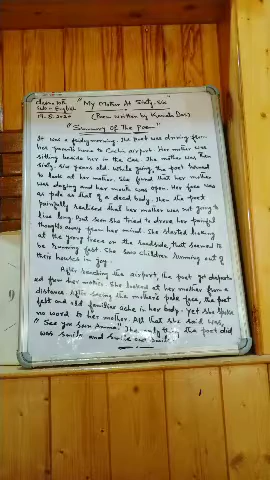 Class XII
Sub - English
19.5.2020
"My Mother At Sixty-Six
(Poem written by Kamala Das)
"Summary Of The Poem"
It was a friday morning. The poet was driving from
her parents home to Cochin airport. Her mother was
sitting beside her in the Car. The mother was then
sixty six years old. While going, the poet turned
to look at her mother. She found that her mother
was dozing and her mouth was open. Her face was
as pale as that of a dead body. Then the poet
painfully realised that her mother was not going to
live long. But soon she tried to drive her painful
thoughts away from her mind. She started looking
at the young trees on the roadside that seemed to
be running fast. She saw children running out of
their houses in joy.
After reaching the airport, the poet got
ed from her mother. She looked at her mother from a
distance. After seeing the mother's pale face, the poet
felt and old familiar ache in her body. Yet she spoke
no word to her mother. All that she said was,
"See you Soon Amma" The only the poet did
was smile and smile and smile